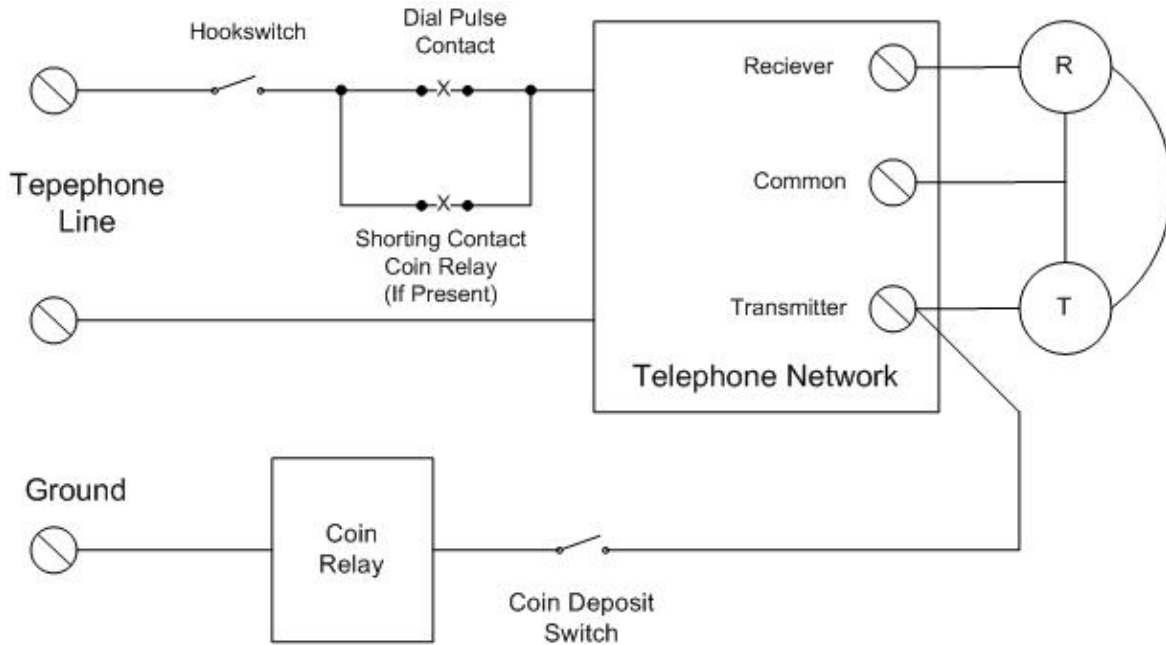 Hookswitch
Dial Pulse
Contact
X
Reciever
R
Tepephone
Line
Common
X
Shorting Contact
Coin Relay
(If Present)
Transmitter
T
Telephone Network
Ground
Coin
Relay
Coin Deposit
Switch